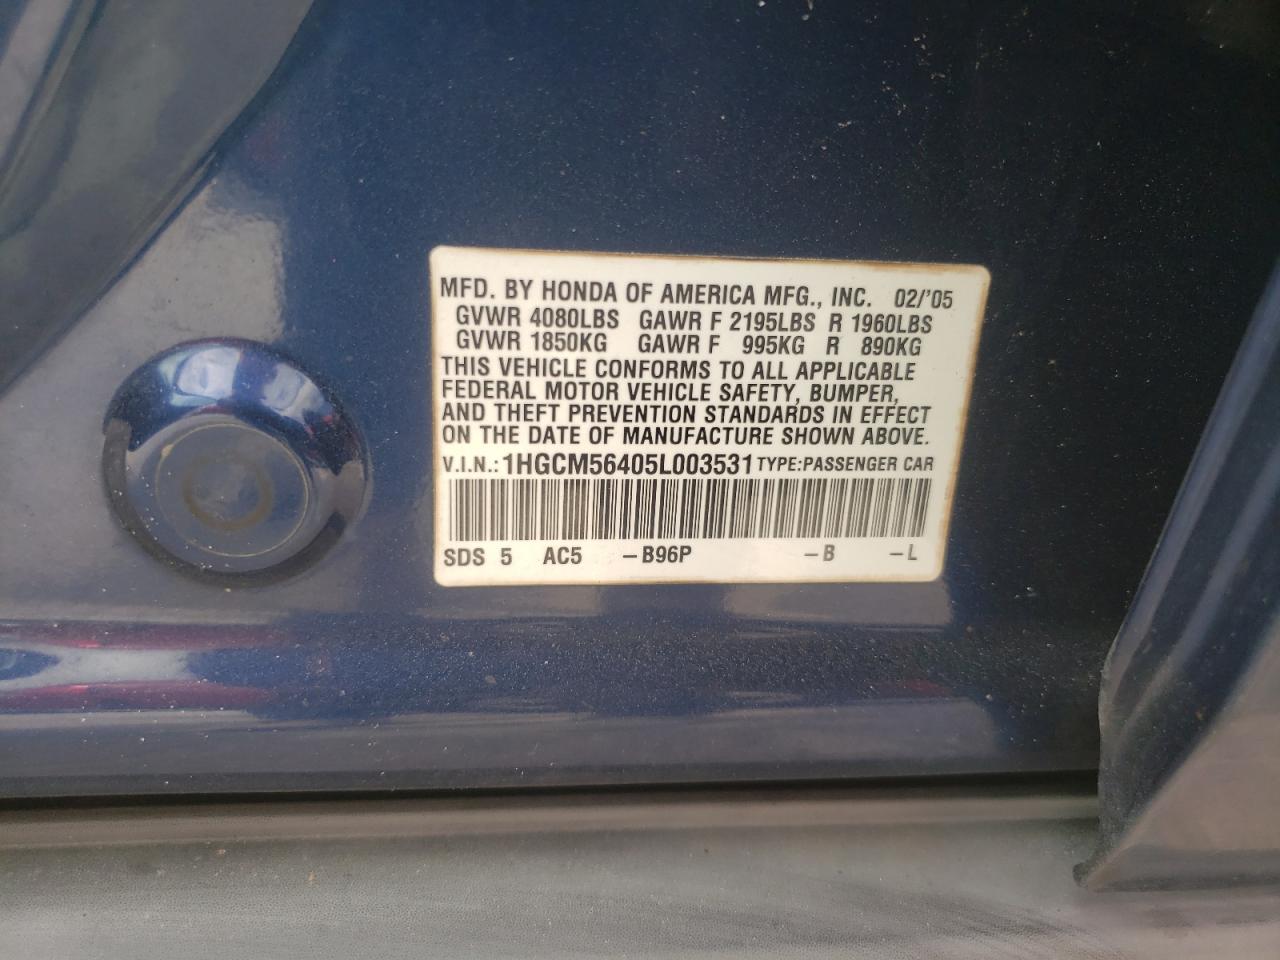 MFD. BY HONDA OF AMERICA MFG., INC. 02/'05
GVWR 4080LBS GAWR F 2195LBS R 1960LBS
GVWR 1850KG GAWR F 995KG R 890KG
THIS VEHICLE CONFORMS TO ALL APPLICABLE
FEDERAL MOTOR VEHICLE SAFETY, BUMPER,
AND THEFT PREVENTION STANDARDS IN EFFECT
ON THE DATE OF MANUFACTURE SHOWN ABOVE.
V.I.N.: 1HGCM56405L003531 TYPE: PASSENGER CAR
SDS 5 AC5 – B96P – B – L